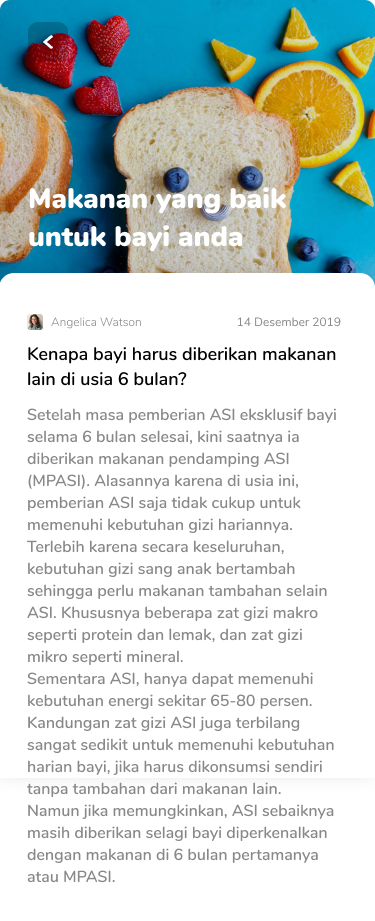 Makanan yang baik
untuk bayi anda
Angelica Watson
14 Desember 2019
Kenapa bayi harus diberikan makanan
lain di usia 6 bulan?
Setelah masa pemberian ASI eksklusif bayi
selama 6 bulan selesai, kini saatnya ia
diberikan makanan pendamping ASI
(MPASI). Alasannya karena di usia ini,
pemberian ASI saja tidak cukup untuk
memenuhi kebutuhan gizi hariannya.
Terlebih karena secara keseluruhan,
kebutuhan gizi sang anak bertambah
sehingga perlu makanan tambahan selain
ASI. Khususnya beberapa zat gizi makro
seperti protein dan lemak, dan zat gizi
mikro seperti mineral.
Sementara ASI, hanya dapat memenuhi
kebutuhan energi sekitar 65-80 persen.
Kandungan zat gizi ASI juga terbilang
sangat sedikit untuk memenuhi kebutuhan
harian bayi, jika harus dikonsumsi sendiri
tanpa tambahan dari makanan lain.
Namun jika memungkinkan, ASI sebaiknya
masih diberikan selagi bayi diperkenalkan
dengan makanan di 6 bulan pertamanya
atau MPASI.